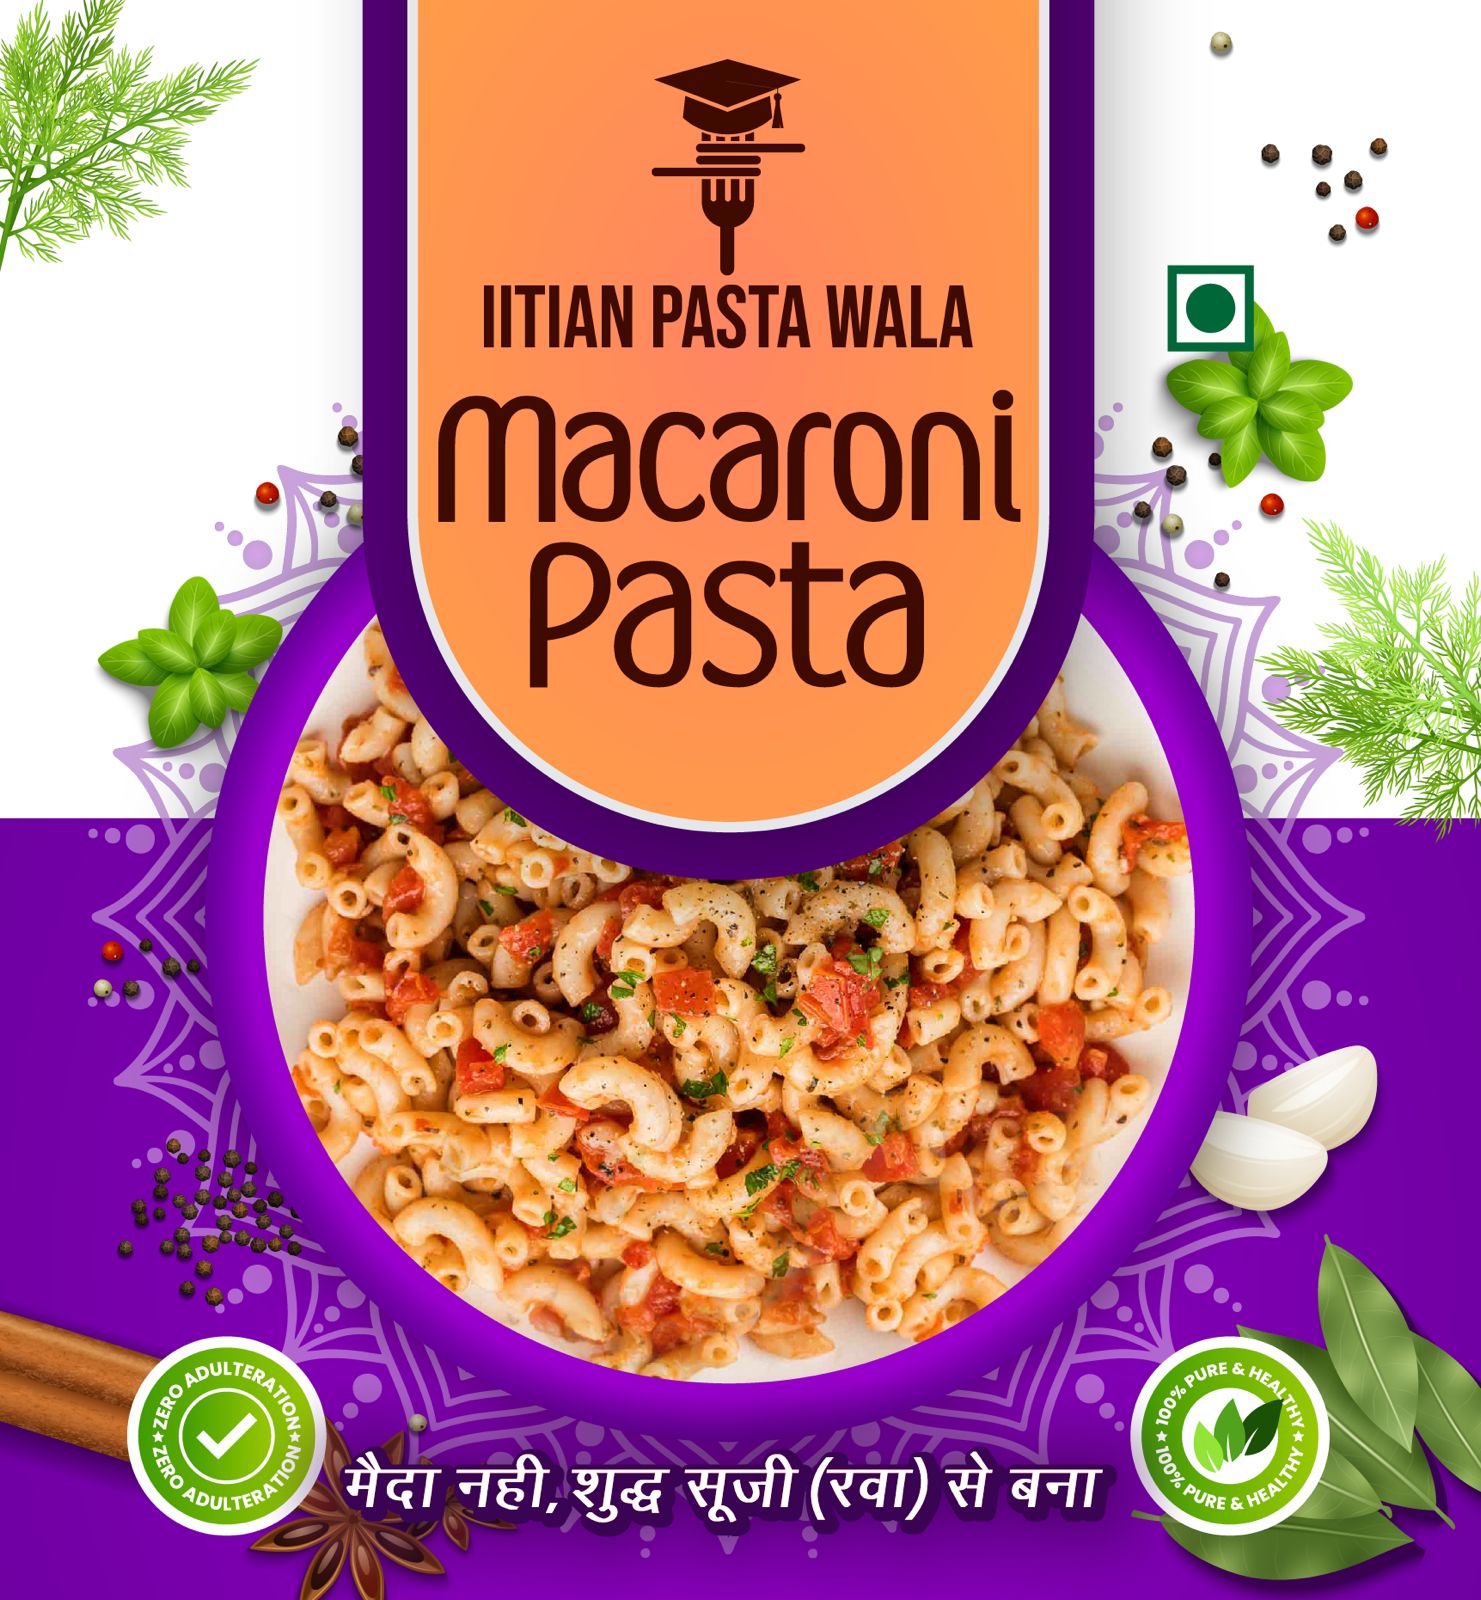 IITIAN PASTA WALA
Macaroni
Pasta
★ ZERO ADULTERATION ★
ZERO ADULTERATION
★ 100% PURE & HEALTHY ★
100% PURE & HEALTHY
मैदा नही, शुद्ध सूजी (रवा) से बना